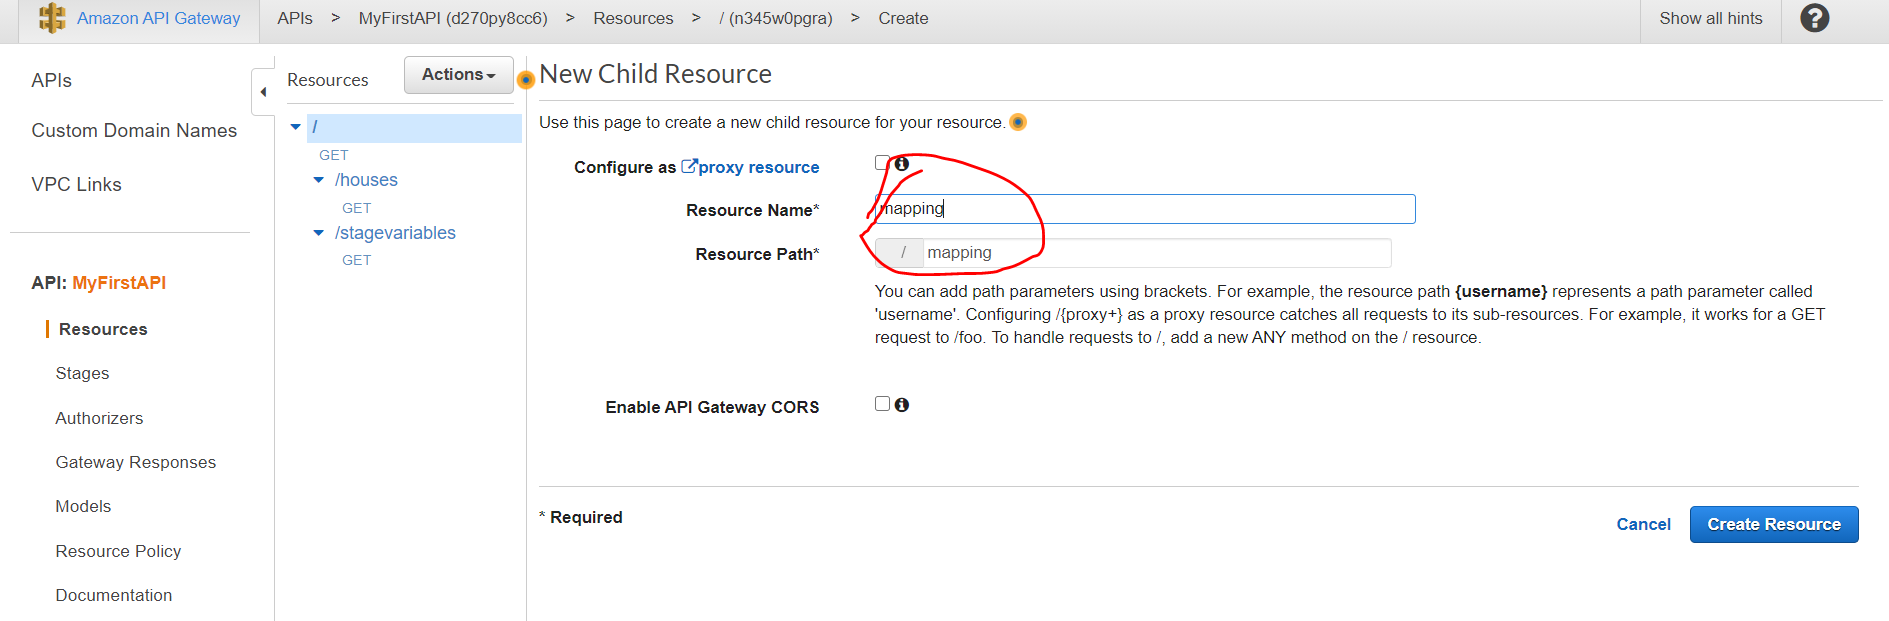 Amazon API Gateway APIs > MyFirstAPI (d270py8cc6) > Resources > / (n345w0pgra) > Create Show all hints ?
APIs
Custom Domain Names
VPC Links
API: MyFirstAPI
Resources
Stages
Authorizers
Gateway Responses
Models
Resource Policy
Documentation
Resources Actions
/
GET
/houses
GET
/stagevariables
GET
New Child Resource
Use this page to create a new child resource for your resource.
Configure as proxy resource
Resource Name* mapping
Resource Path* / mapping
You can add path parameters using brackets. For example, the resource path {username} represents a path parameter called
'username'. Configuring /{proxy+} as a proxy resource catches all requests to its sub-resources. For example, it works for a GET
request to /foo. To handle requests to /, add a new ANY method on the / resource.
Enable API Gateway CORS
* Required
Cancel Create Resource